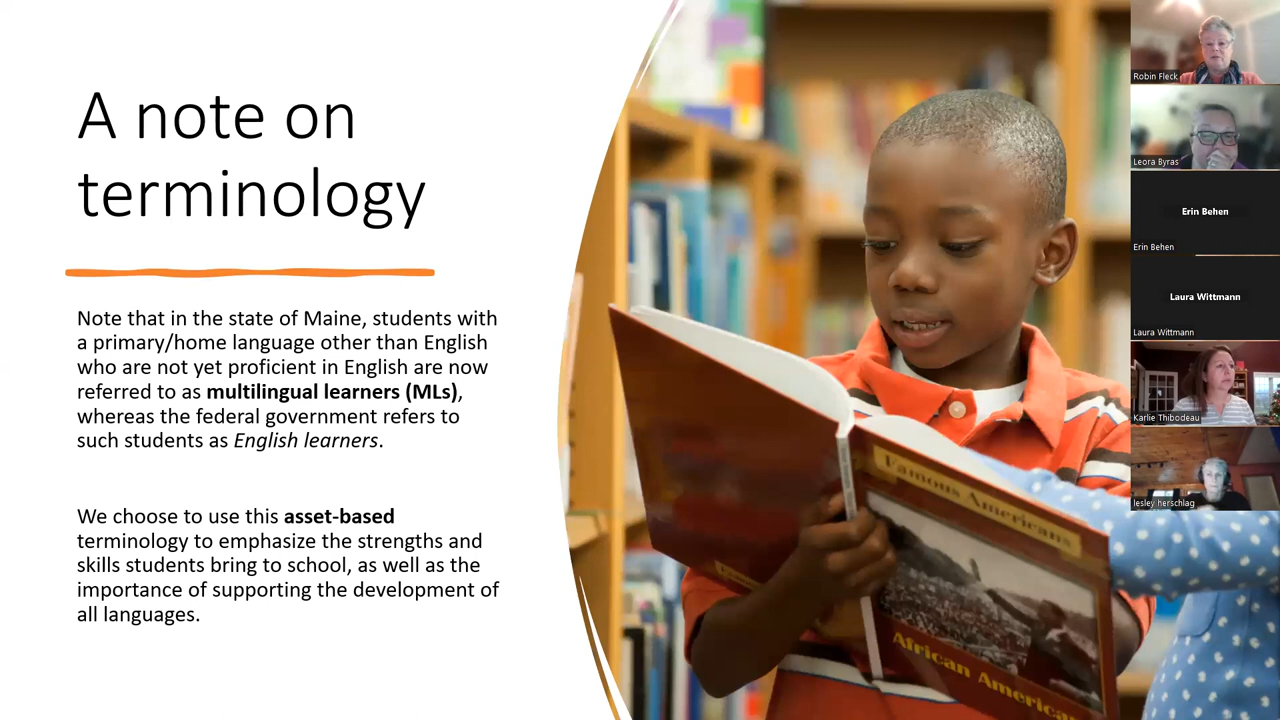 A note on
terminology
Note that in the state of Maine, students with
a primary/home language other than English
who are not yet proficient in English are now
referred to as multilingual learners (MLs),
whereas the federal government refers to
such students as English learners.
We choose to use this asset-based
terminology to emphasize the strengths and
skills students bring to school, as well as the
importance of supporting the development of
all languages.
Famous Americans
African American
Robin Fleck
Leora Byras
Erin Behen
Erin Behen
Laura Wittmann
Laura Wittmann
Karlie Thibodeau
lesley herschlag